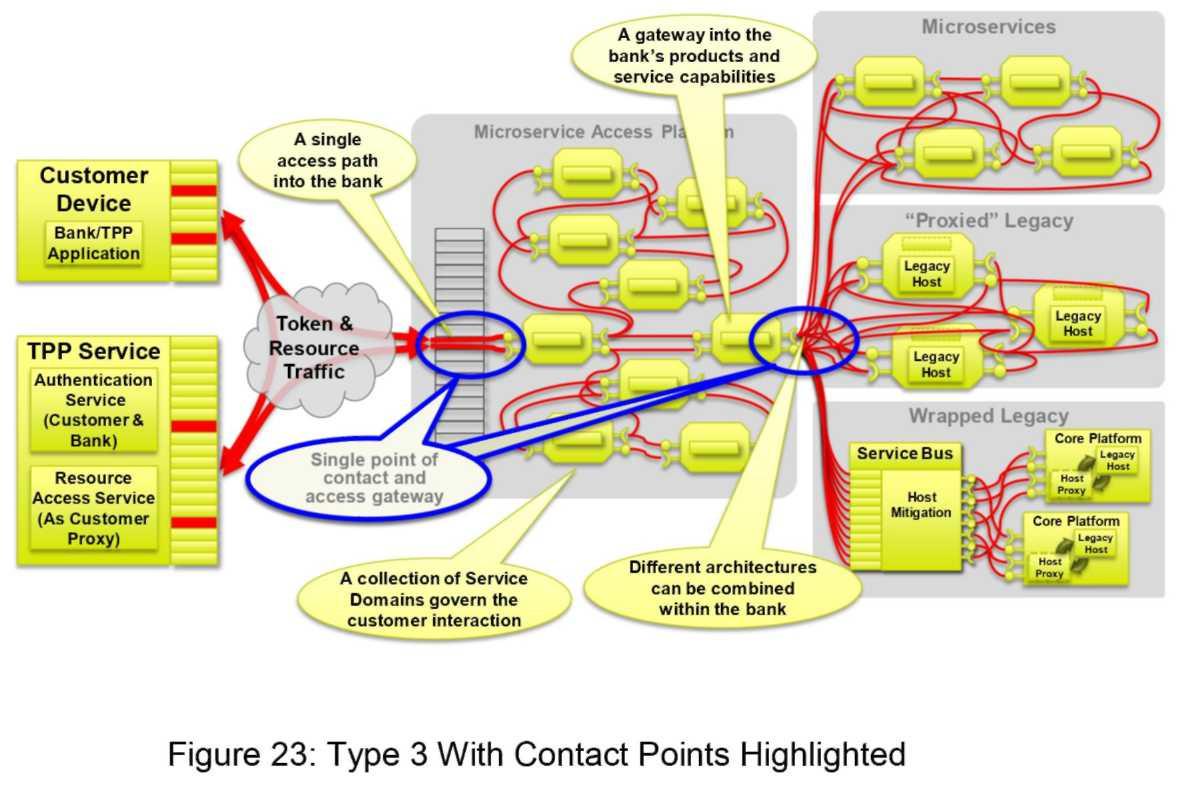 Customer
Device
Bank/TPP
Application
TPP Service
Authentication
Service
(Customer &
Bank)
Resource
Access Service
(As Customer
Proxy)
Token &
Resource
Traffic
A single
access path
into the bank
Microservice Access Pl m
A gateway into the
bank's products and
service capabilities
Single point of
contact and
access gateway
A collection of Service
Domains govern the
customer interaction
Different architectures
can be combined
within the bank
Microservices
“Proxied” Legacy
Legacy
Host
Legacy
Host
Legacy
Host
Wrapped Legacy
Service Bus
Host
Mitigation
Core Platform
Legacy
Host
Host
Proxy
Core Platform
Legacy
Host
Host
Proxy
Figure 23: Type 3 With Contact Points Highlighted